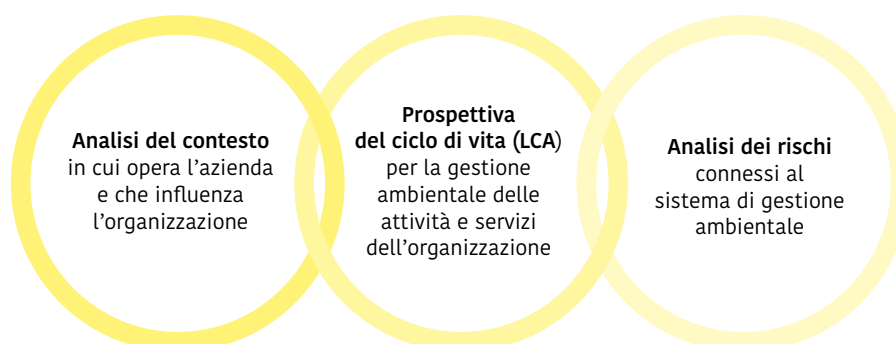 Analisi del contesto
in cui opera l'azienda
e che influenza
l'organizzazione
Prospettiva
del ciclo di vita (LCA)
per la gestione
ambientale delle
attività e servizi
dell'organizzazione
Analisi dei rischi
connessi al
sistema di gestione
ambientale